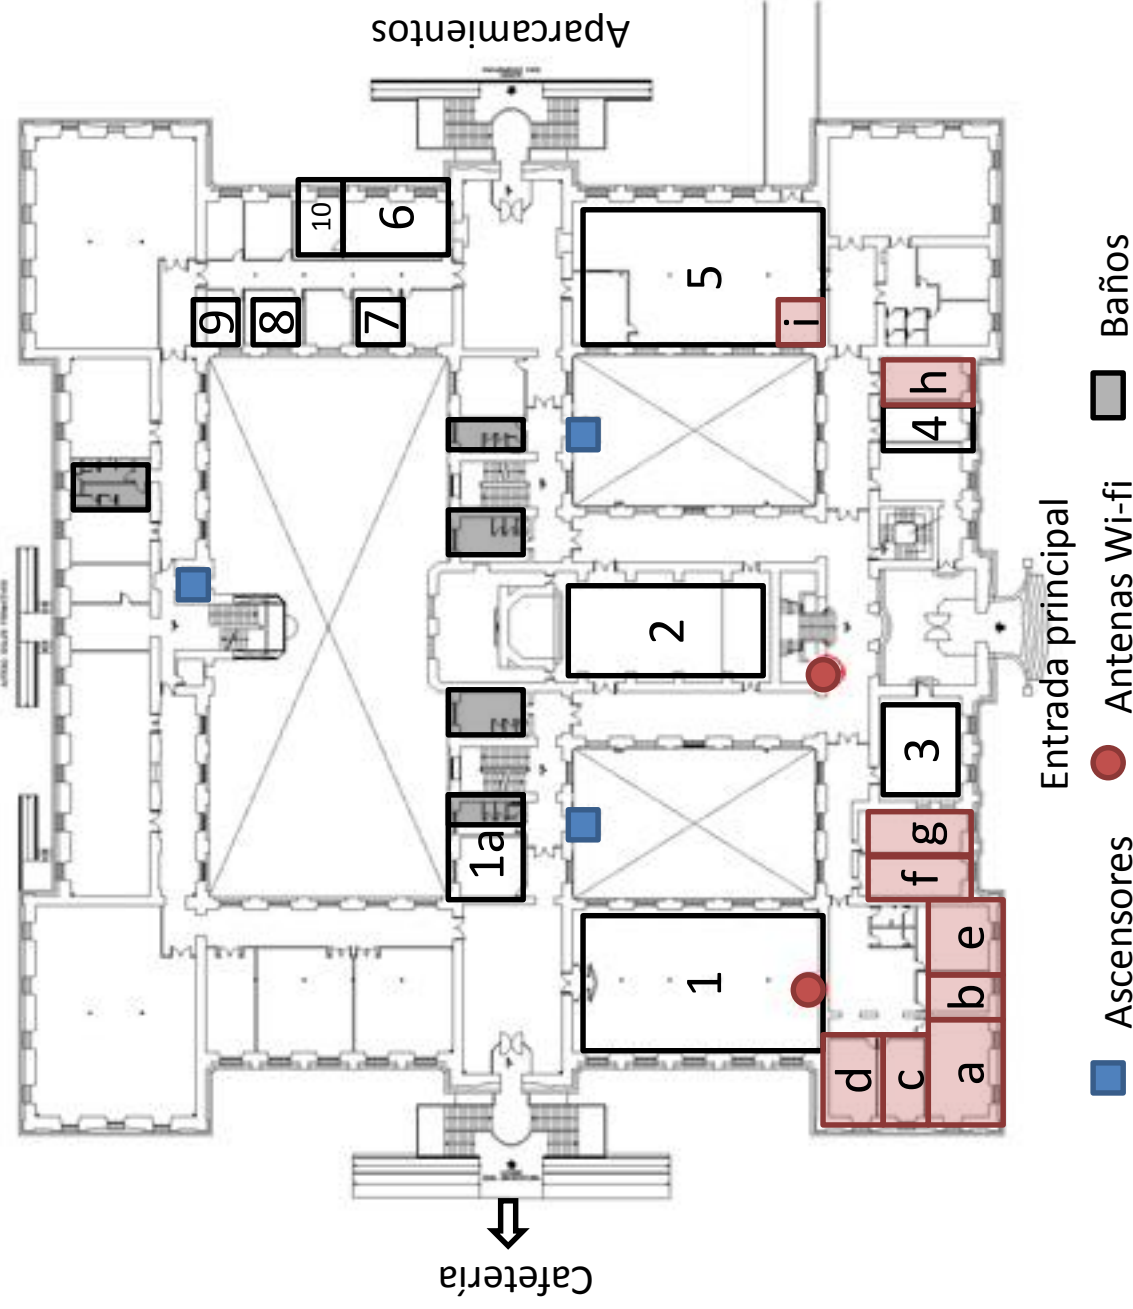 Aparcamientos
10
6
9
8
7
5
i
h
4
2
3
1a
1
g
f
e
b
a
d
c
Entrada principal
Cafetería
Ascensores
Antenas Wi-fi
Baños